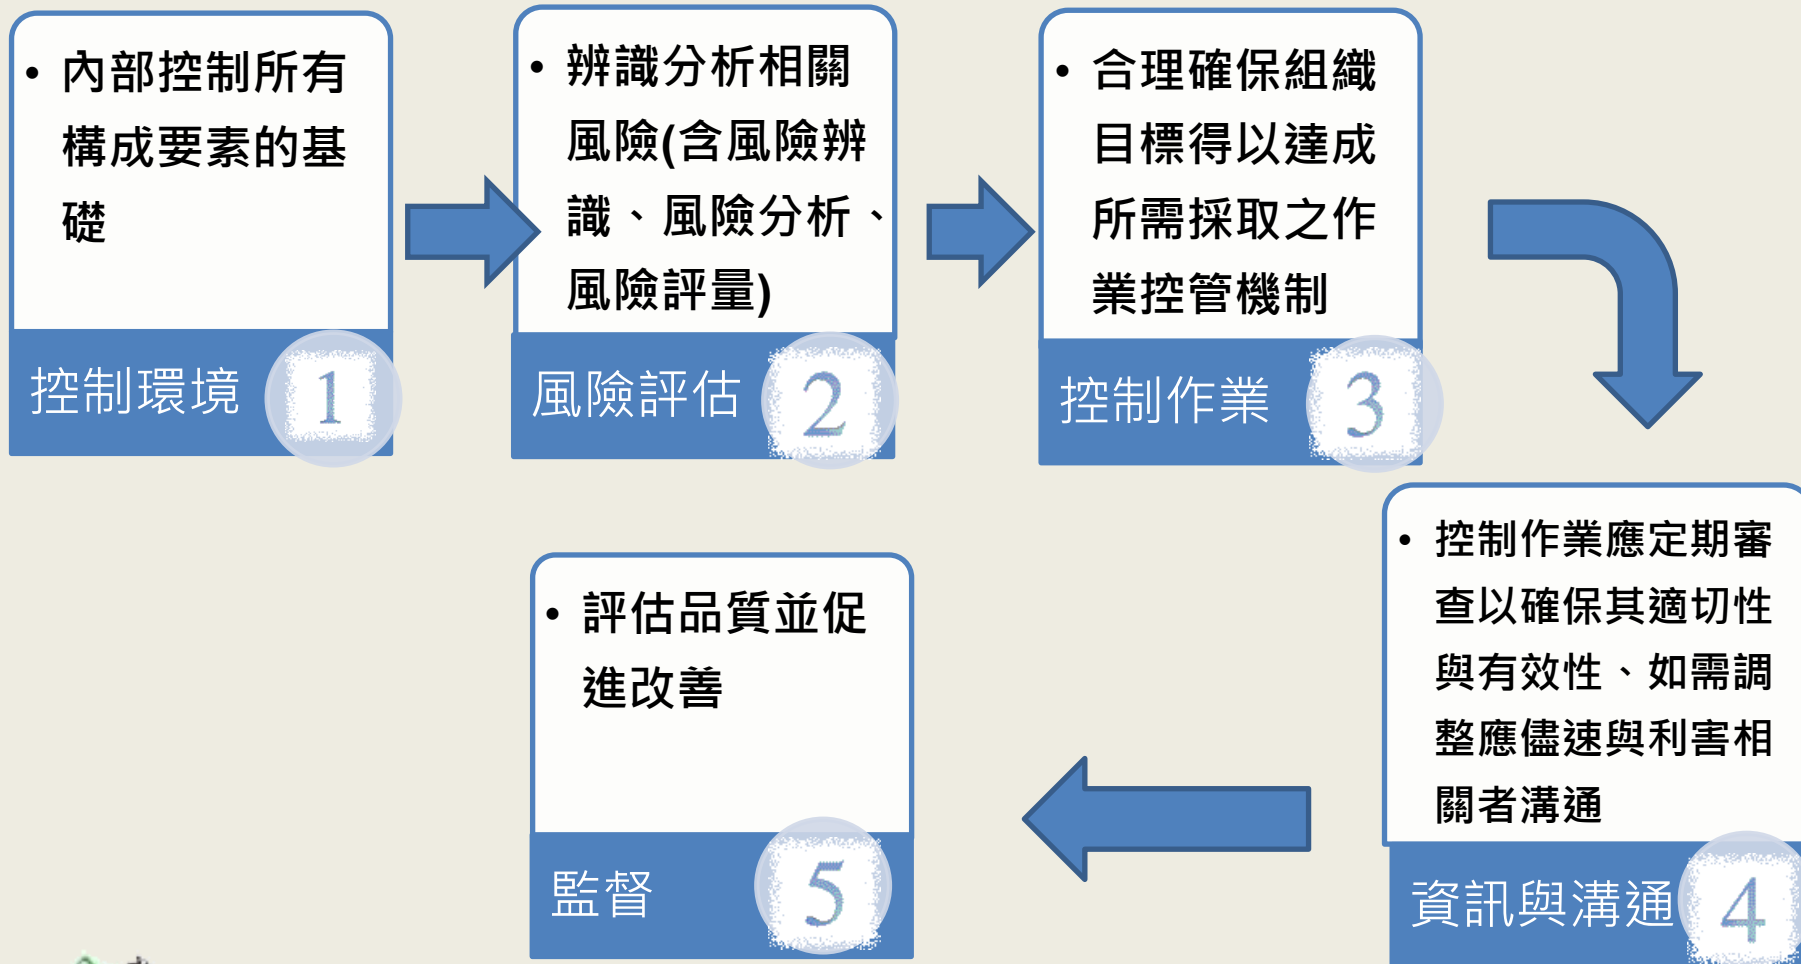 • 內部控制所有
構成要素的基
礎
控制環境 1
• 辨識分析相關
風險(含風險辨
識、風險分析、
風險評量)
風險評估 2
• 合理確保組織
目標得以達成
所需採取之作
業控管機制
控制作業 3
• 控制作業應定期審
查以確保其適切性
與有效性、如需調
整應儘速與利害相
關者溝通
資訊與溝通 4
• 評估品質並促
進改善
監督 5